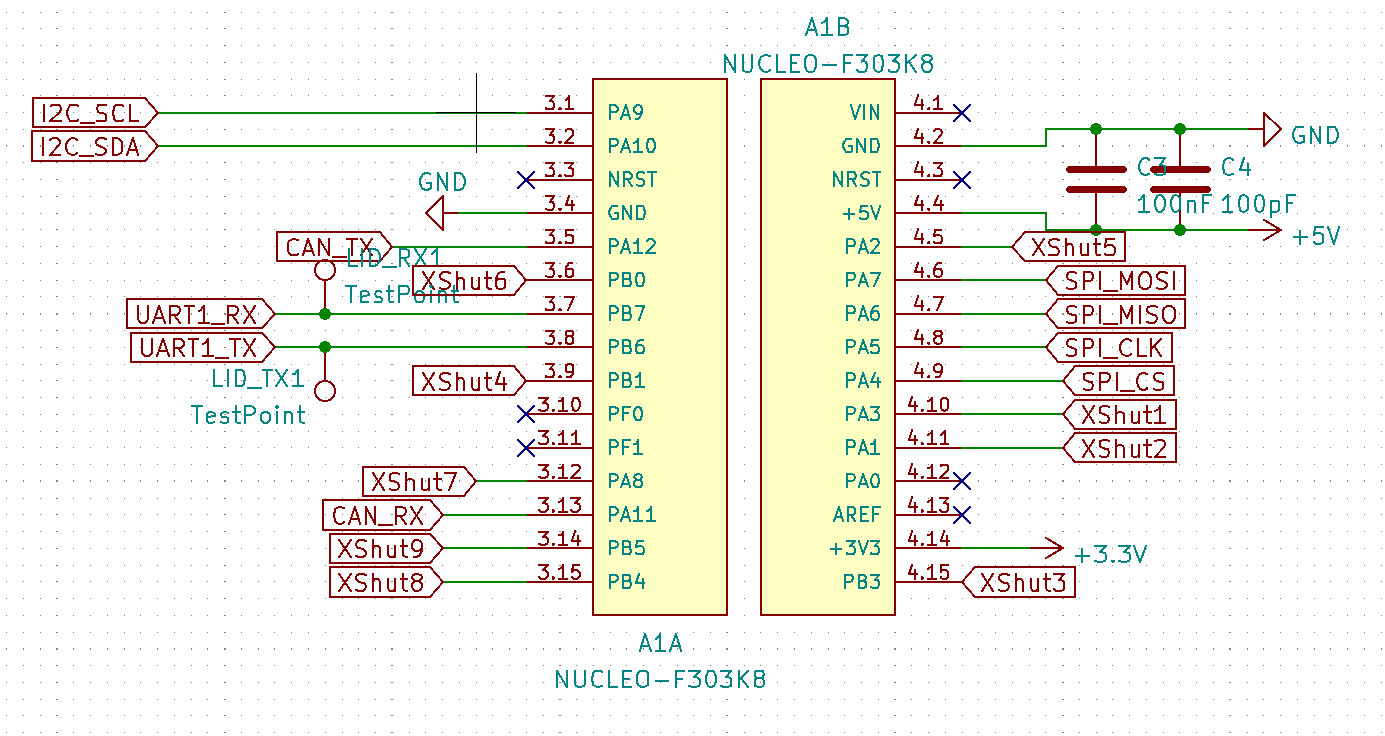 A1B
NUCLEO-F303K8
I2C_SCL 3.1 PA9 VIN 4.1
I2C_SDA 3.2 PA10 GND 4.2 GND
3.3 NRST NRST 4.3 C3 C4
GND 3.4 GND +5V 4.4 100nF 100pF
CAN_TX 3.5 PA12 PA2 4.5 XShut5 +5V
LID_RX1
TestPoint
XShut6 3.6 PB0 PA7 4.6 SPI_MOSI
UART1_RX 3.7 PB7 PA6 4.7 SPI_MISO
UART1_TX 3.8 PB6 PA5 4.8 SPI_CLK
LID_TX1
TestPoint
XShut4 3.9 PB1 PA4 4.9 SPI_CS
3.10 PF0 PA3 4.10 XShut1
3.11 PF1 PA1 4.11 XShut2
XShut7 3.12 PA8 PA0 4.12
CAN_RX 3.13 PA11 AREF 4.13
XShut9 3.14 PB5 +3V3 4.14 +3.3V
XShut8 3.15 PB4 PB3 4.15 XShut3
A1A
NUCLEO-F303K8